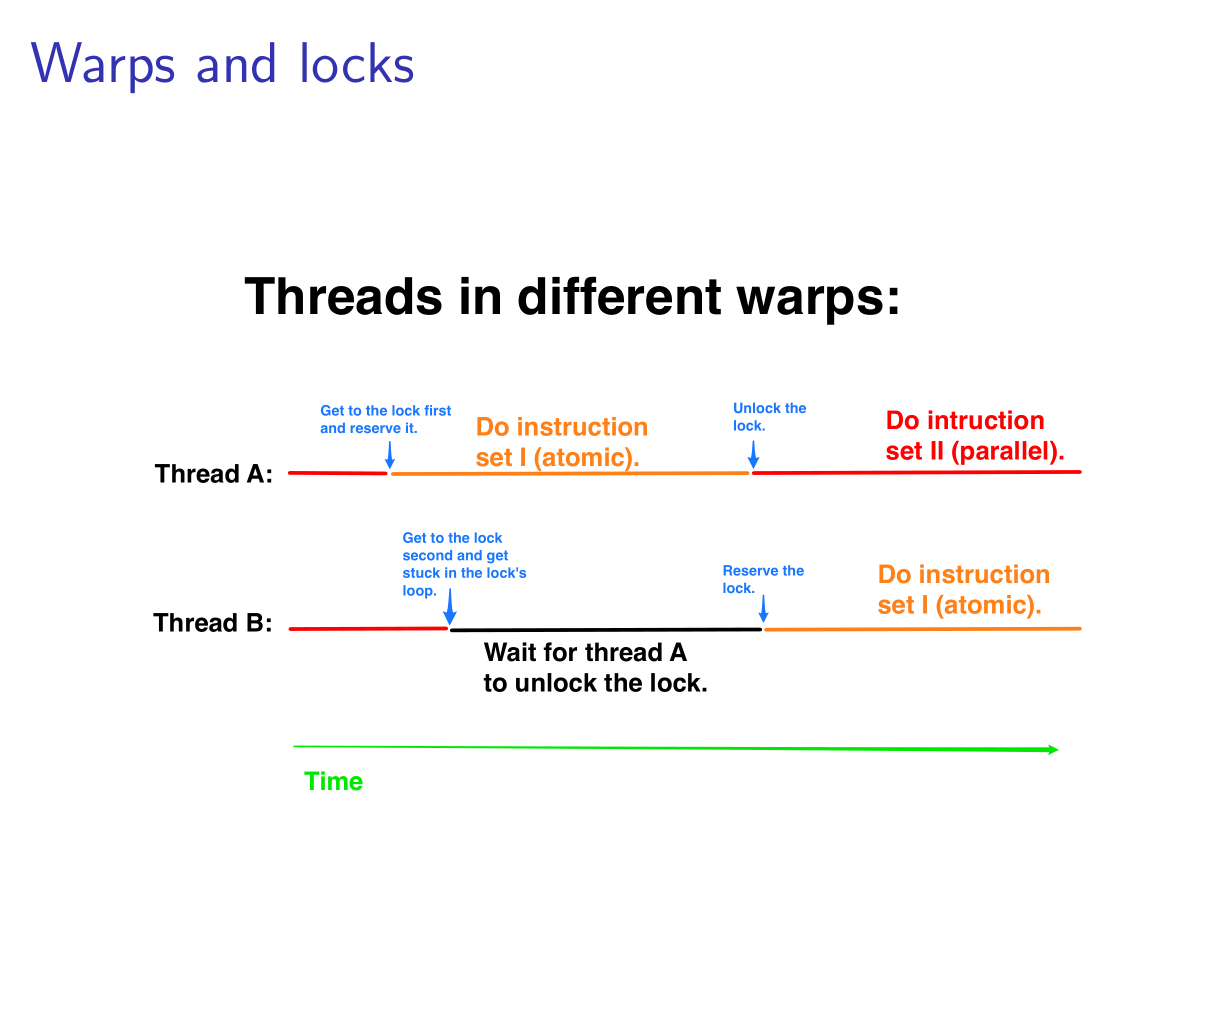 Warps and locks
Threads in different warps:
Get to the lock first
and reserve it.
Do instruction
set I (atomic).
Unlock the
lock.
Do intruction
set II (parallel).
Thread A:
Get to the lock
second and get
stuck in the lock's
loop.
Reserve the
lock.
Do instruction
set I (atomic).
Thread B:
Wait for thread A
to unlock the lock.
Time